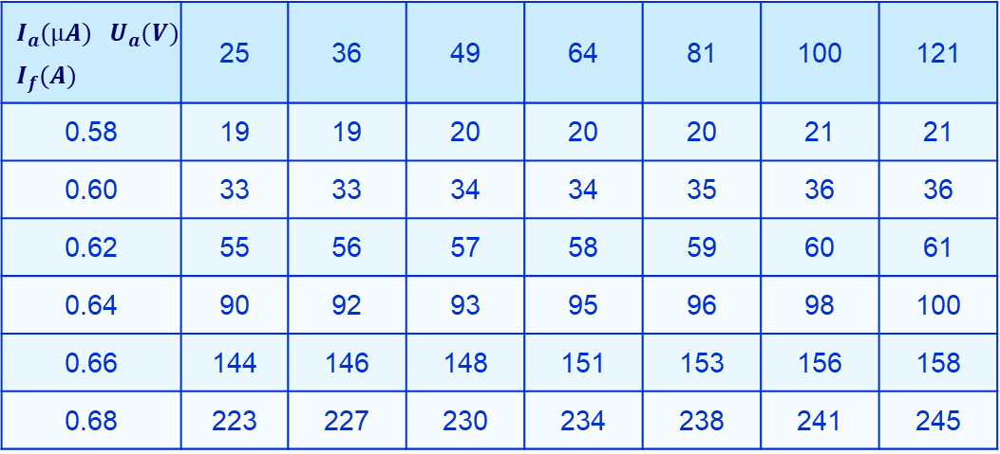 Iₐ(μA) Uₐ(V) 25 36 49 64 81 100 121
I_f(A)
0.58 19 19 20 20 20 21 21
0.60 33 33 34 34 35 36 36
0.62 55 56 57 58 59 60 61
0.64 90 92 93 95 96 98 100
0.66 144 146 148 151 153 156 158
0.68 223 227 230 234 238 241 245